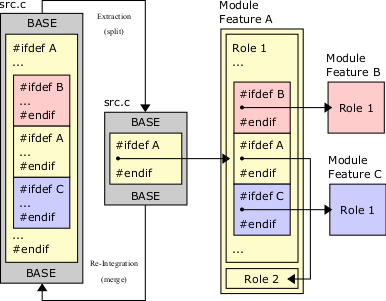 src.c
BASE
#ifdef A
...
#ifdef B
...
#endif
#ifdef A
...
#endif
#ifdef C
...
#endif
...
#endif
BASE
Extraction
(split)
src.c
BASE
#ifdef A
#endif
BASE
Re-Integration
(merge)
Module
Feature A
Role 1
...
#ifdef B
#endif
#ifdef A
#endif
#ifdef C
#endif
...
Role 2
Module
Feature B
Role 1
Module
Feature C
Role 1